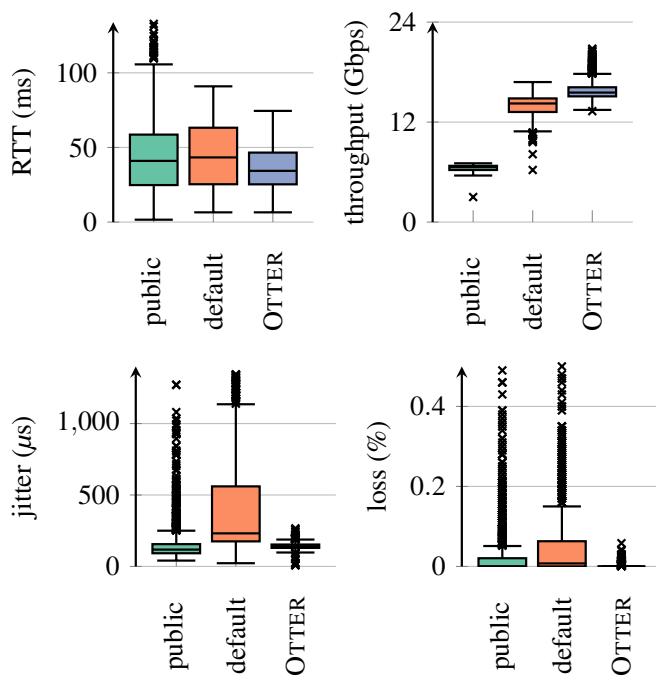 RTT (ms)
100
50
0
public
default
OTTER
throughput (Gbps)
24
12
0
public
default
OTTER
jitter (µs)
1,000
500
0
public
default
OTTER
loss (%)
0.4
0.2
0
public
default
OTTER